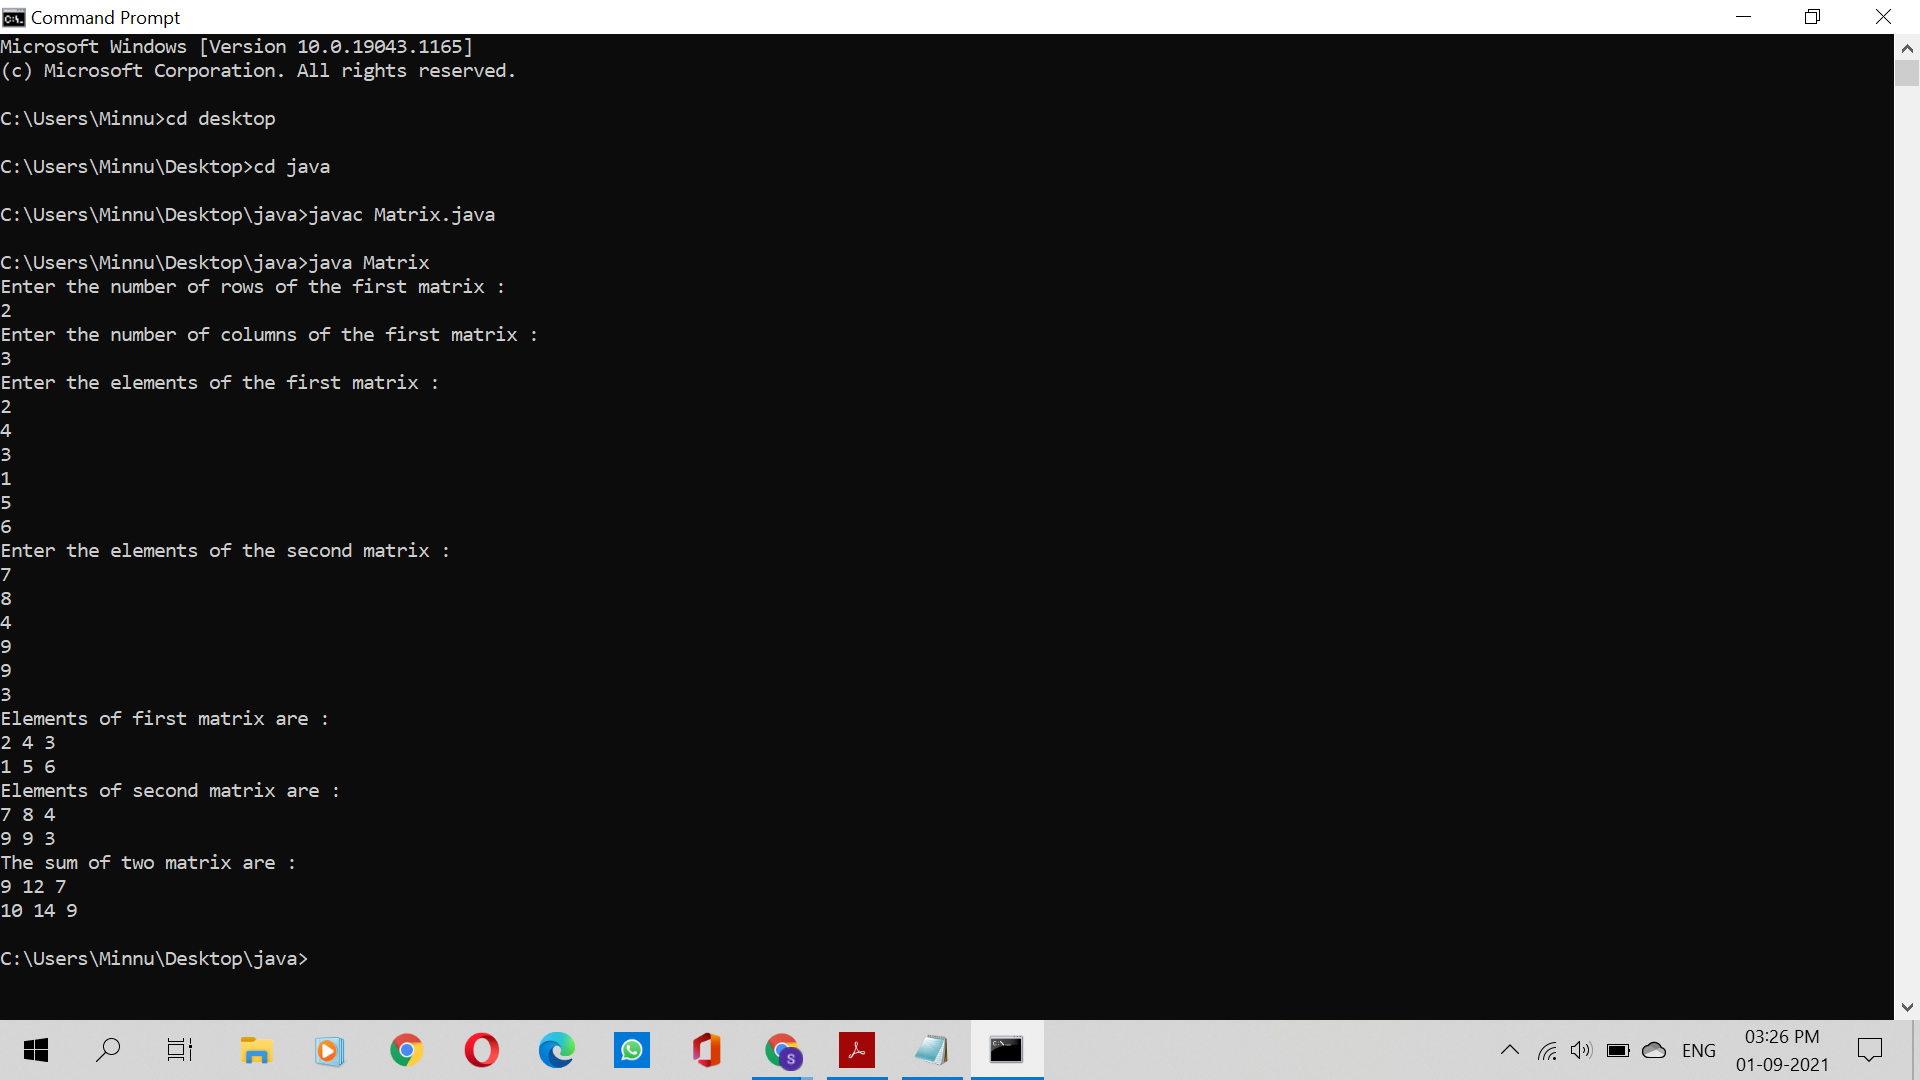 Command Prompt
Microsoft Windows [Version 10.0.19043.1165]
(c) Microsoft Corporation. All rights reserved.
C:\Users\Minnu>cd desktop
C:\Users\Minnu\Desktop>cd java
C:\Users\Minnu\Desktop\java>javac Matrix.java
C:\Users\Minnu\Desktop\java>java Matrix
Enter the number of rows of the first matrix :
2
Enter the number of columns of the first matrix :
3
Enter the elements of the first matrix :
2
4
3
1
5
6
Enter the elements of the second matrix :
7
8
4
9
9
3
Elements of first matrix are :
2 4 3
1 5 6
Elements of second matrix are :
7 8 4
9 9 3
The sum of two matrix are :
9 12 7
10 14 9
C:\Users\Minnu\Desktop\java>
S
ENG
03:26 PM
01-09-2021